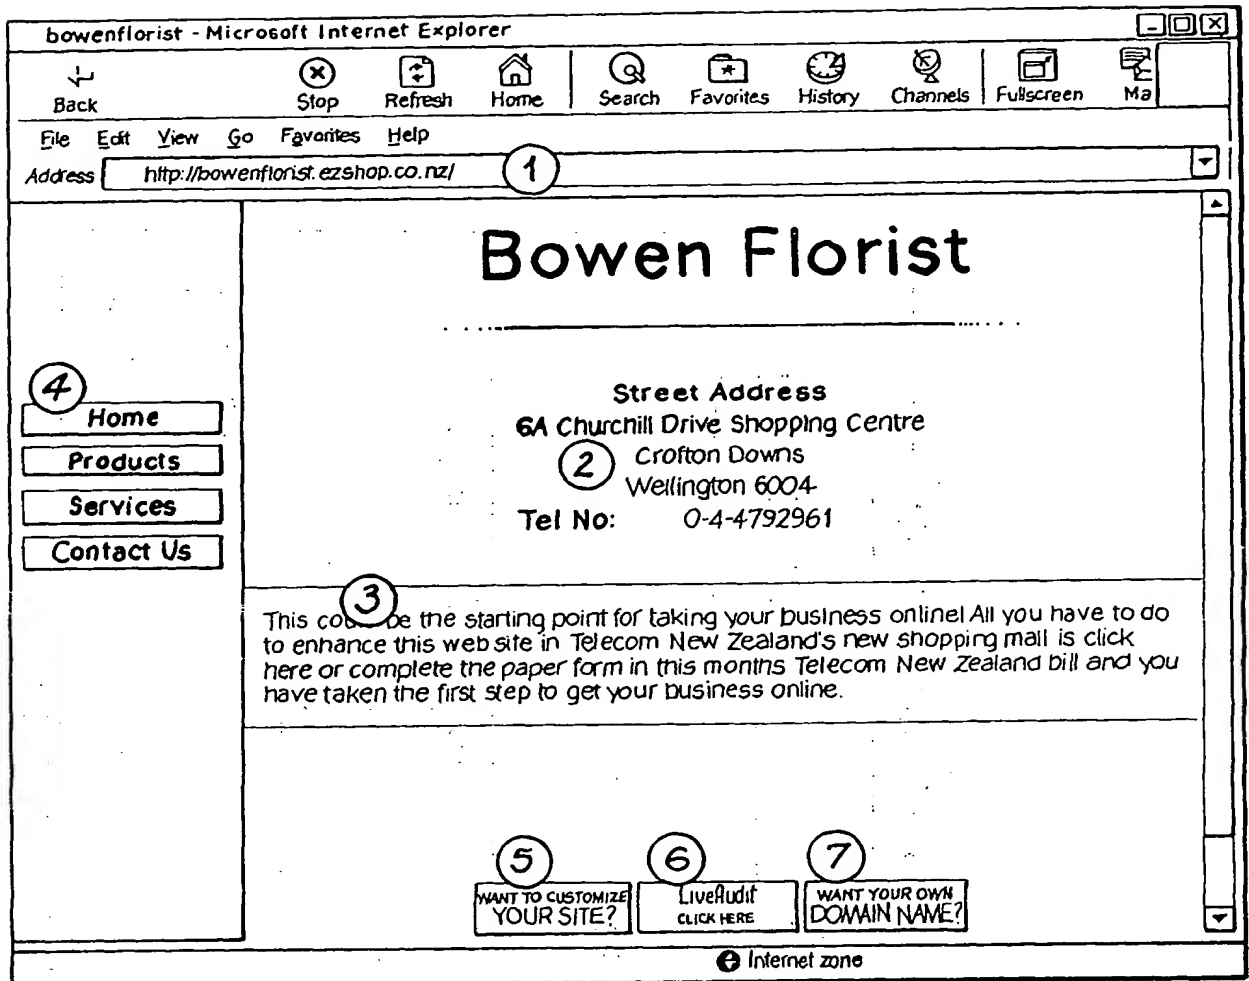 bowenflorist - Microsoft Internet Explorer
Back Stop Refresh Home Search Favorites History Channels Fullscreen Ma
File Edit View Go Favorites Help
Address http://bowenflorist.ezshop.co.nz/ 1
Bowen Florist
4
Home
Products
Services
Contact Us
Street Address
6A Churchill Drive Shopping Centre
2 Crofton Downs
Wellington 6004
Tel No: 0-4-4792961
3
This be the starting point for taking your business online! All you have to do
to enhance this web site in Telecom New Zealand's new shopping mall is click
here or complete the paper form in this months Telecom New Zealand bill and you
have taken the first step to get your business online.
5
WANT TO CUSTOMIZE
YOUR SITE?
6
LiveAudit
CLICK HERE
7
WANT YOUR OWN
DOMAIN NAME?
Internet zone